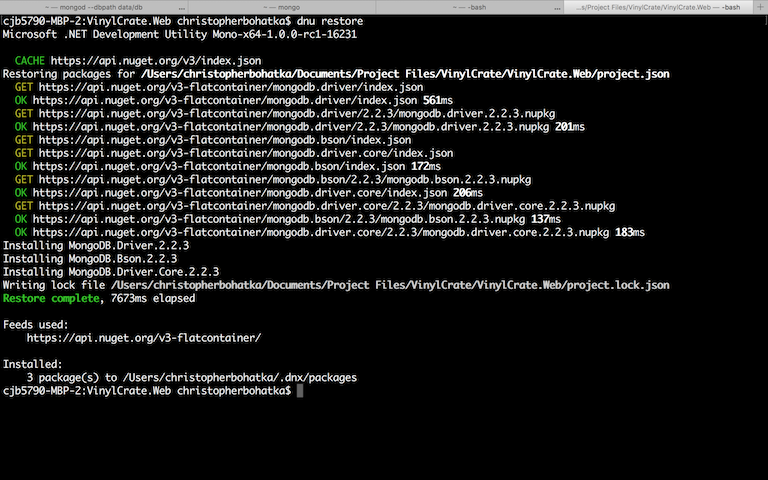 ~ — mongod --dbpath data/db ... ~ — mongo ~ — -bash ... ...s/Project Files/VinylCrate/VinylCrate.Web — -bash
cjb5790-MBP-2:VinylCrate.Web christopherbohatka$ dnu restore
Microsoft .NET Development Utility Mono-x64-1.0.0-rc1-16231
CACHE https://api.nuget.org/v3/index.json
Restoring packages for /Users/christopherbohatka/Documents/Project Files/VinylCrate/VinylCrate.Web/project.json
GET https://api.nuget.org/v3-flatcontainer/mongodb.driver/index.json
OK https://api.nuget.org/v3-flatcontainer/mongodb.driver/index.json 561ms
GET https://api.nuget.org/v3-flatcontainer/mongodb.driver/2.2.3/mongodb.driver.2.2.3.nupkg
OK https://api.nuget.org/v3-flatcontainer/mongodb.driver/2.2.3/mongodb.driver.2.2.3.nupkg 201ms
GET https://api.nuget.org/v3-flatcontainer/mongodb.bson/index.json
GET https://api.nuget.org/v3-flatcontainer/mongodb.driver.core/index.json
OK https://api.nuget.org/v3-flatcontainer/mongodb.bson/index.json 172ms
GET https://api.nuget.org/v3-flatcontainer/mongodb.bson/2.2.3/mongodb.bson.2.2.3.nupkg
OK https://api.nuget.org/v3-flatcontainer/mongodb.driver.core/index.json 206ms
GET https://api.nuget.org/v3-flatcontainer/mongodb.driver.core/2.2.3/mongodb.driver.core.2.2.3.nupkg
OK https://api.nuget.org/v3-flatcontainer/mongodb.bson/2.2.3/mongodb.bson.2.2.3.nupkg 137ms
OK https://api.nuget.org/v3-flatcontainer/mongodb.driver.core/2.2.3/mongodb.driver.core.2.2.3.nupkg 183ms
Installing MongoDB.Driver.2.2.3
Installing MongoDB.Bson.2.2.3
Installing MongoDB.Driver.Core.2.2.3
Writing lock file /Users/christopherbohatka/Documents/Project Files/VinylCrate/VinylCrate.Web/project.lock.json
Restore complete, 7673ms elapsed
Feeds used:
https://api.nuget.org/v3-flatcontainer/
Installed:
3 package(s) to /Users/christopherbohatka/.dnx/packages
cjb5790-MBP-2:VinylCrate.Web christopherbohatka$